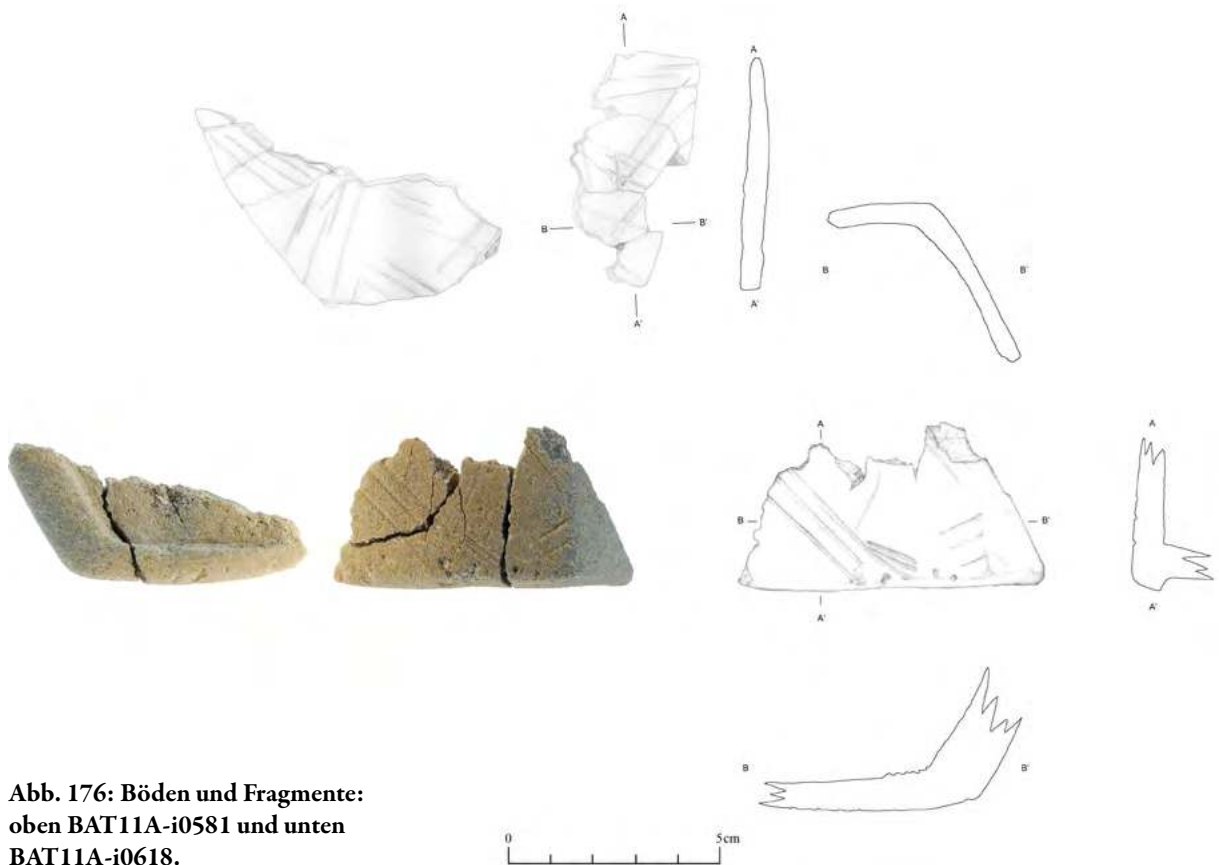 A
A
B
B'
B
B'
A'
A'
A
A
B
B'
A'
A'
B
B'
Abb. 176: Böden und Fragmente:
oben BAT11A-i0581 und unten
BAT11A-i0618.
0
5cm